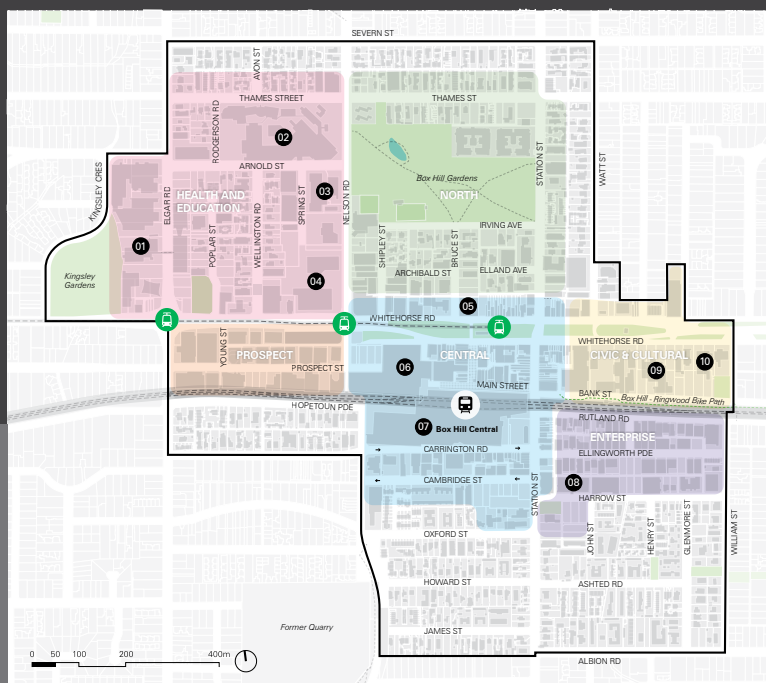 SEVERN ST
AVON ST
THAMES STREET
THAMES ST
RODGERSON RD
02
STATION ST
WATT ST
ARNOLD ST
Box Hill Gardens
KINGSLEY CRES
ELGAR RD
HEALTH AND
EDUCATION
SPRING ST
03
NELSON RD
NORTH
POPLAR ST
WELLINGTON RD
SHIPLEY ST
BRUCE ST
IRVING AVE
01
ARCHIBALD ST
ELLAND AVE
Kingsley
Gardens
04
05
WHITEHORSE RD
YOUNG ST
PROSPECT
PROSPECT ST
06
CENTRAL
MAIN STREET
WHITEHORSE RD
CIVIC & CULTURAL
09
10
BANK ST
Box Hill - Ringwood Bike Path
HOPETOUN PDE
RUTLAND RD
07
Box Hill Central
ENTERPRISE
CARRINGTON RD
ELLINGWORTH PDE
CAMBRIDGE ST
STATION ST
08
HARROW ST
OXFORD ST
JOHN ST
HENRY ST
GLENMORE ST
WILLIAM ST
HOWARD ST
ASHTED RD
Former Quarry
JAMES ST
ALBION RD
0 50 100 200 400m